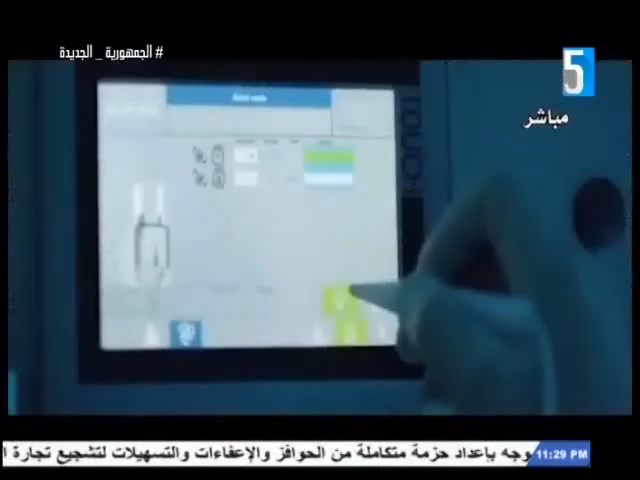 # الجمهورية _ الجديدة
5
مباشر
وجه بإعداد حزمة متكاملة من الحوافز والإعفاءات والتسهيلات لتشجيع تجارة
11:29 PM